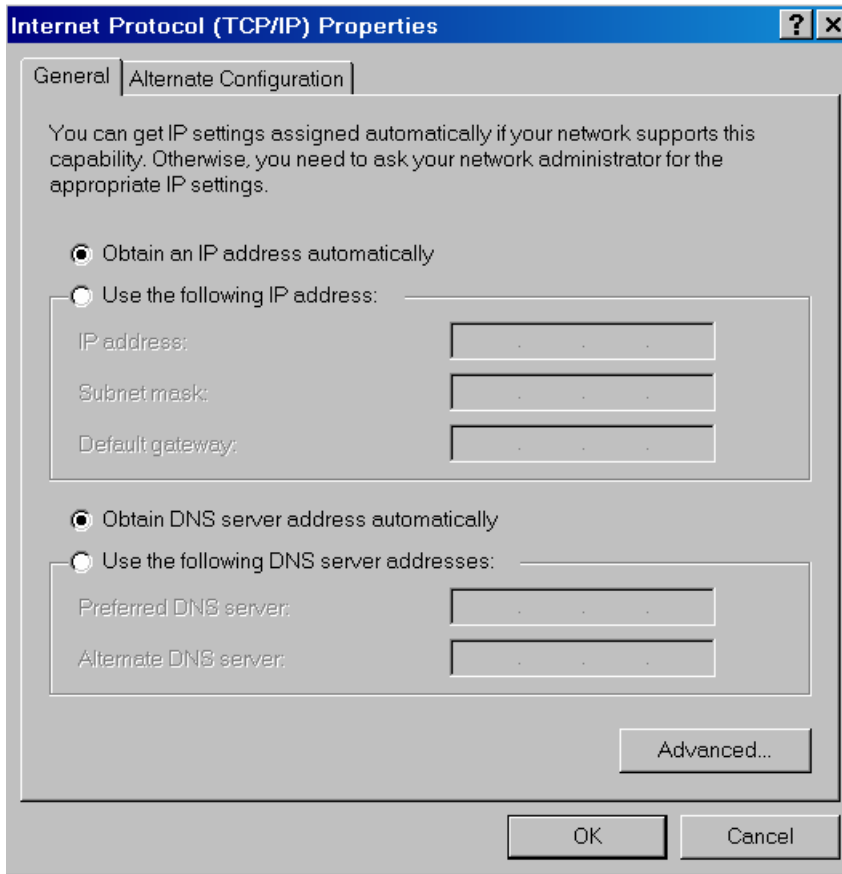 Internet Protocol (TCP/IP) Properties
General
Alternate Configuration
You can get IP settings assigned automatically if your network supports this
capability. Otherwise, you need to ask your network administrator for the
appropriate IP settings.
Obtain an IP address automatically
Use the following IP address:
IP address:
Subnet mask:
Default gateway:
Obtain DNS server address automatically
Use the following DNS server addresses:
Preferred DNS server:
Alternate DNS server:
Advanced...
OK
Cancel